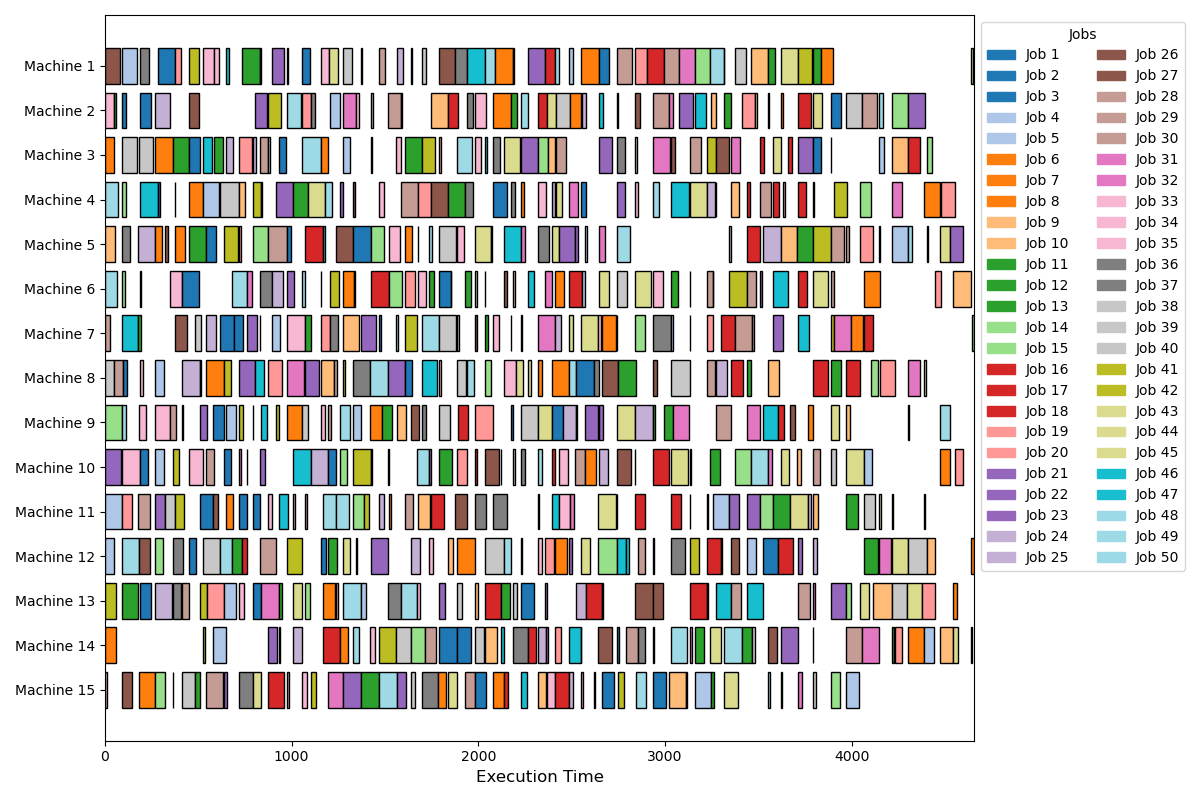 Machine 1
Machine 2
Machine 3
Machine 4
Machine 5
Machine 6
Machine 7
Machine 8
Machine 9
Machine 10
Machine 11
Machine 12
Machine 13
Machine 14
Machine 15
0 1000 2000 3000 4000
Execution Time
Jobs
Job 1
Job 2
Job 3
Job 4
Job 5
Job 6
Job 7
Job 8
Job 9
Job 10
Job 11
Job 12
Job 13
Job 14
Job 15
Job 16
Job 17
Job 18
Job 19
Job 20
Job 21
Job 22
Job 23
Job 24
Job 25
Job 26
Job 27
Job 28
Job 29
Job 30
Job 31
Job 32
Job 33
Job 34
Job 35
Job 36
Job 37
Job 38
Job 39
Job 40
Job 41
Job 42
Job 43
Job 44
Job 45
Job 46
Job 47
Job 48
Job 49
Job 50